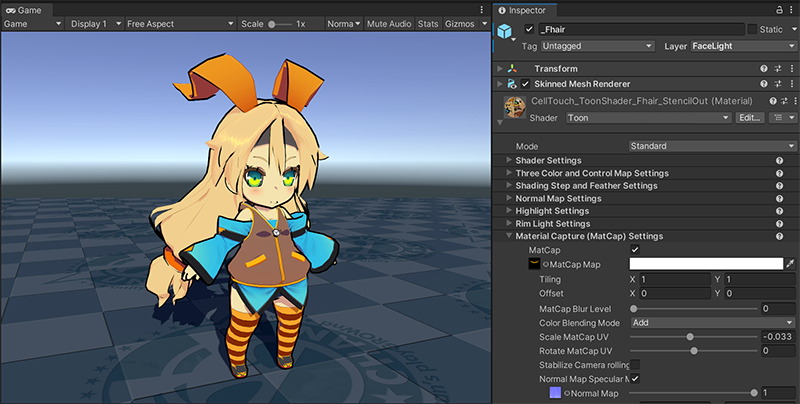 Game
Inspector
Game
Display 1
Free Aspect
Scale
1x
Norma
Mute Audio
Stats
Gizmos
_Fhair
Static
Tag
Untagged
Layer
FaceLight
Transform
Skinned Mesh Renderer
CellTouch_ToonShader_Fhair_StencilOut (Material)
Shader
Toon
Edit...
Mode
Standard
Shader Settings
Three Color and Control Map Settings
Shading Step and Feather Settings
Normal Map Settings
Highlight Settings
Rim Light Settings
Material Capture (MatCap) Settings
MatCap
MatCap Map
Tiling
X 1
Y 1
Offset
X 0
Y 0
MatCap Blur Level
0
Color Blending Mode
Add
Scale MatCap UV
-0.033
Rotate MatCap UV
0
Stabilize Camera rolling
Normal Map Specular M
Normal Map
1